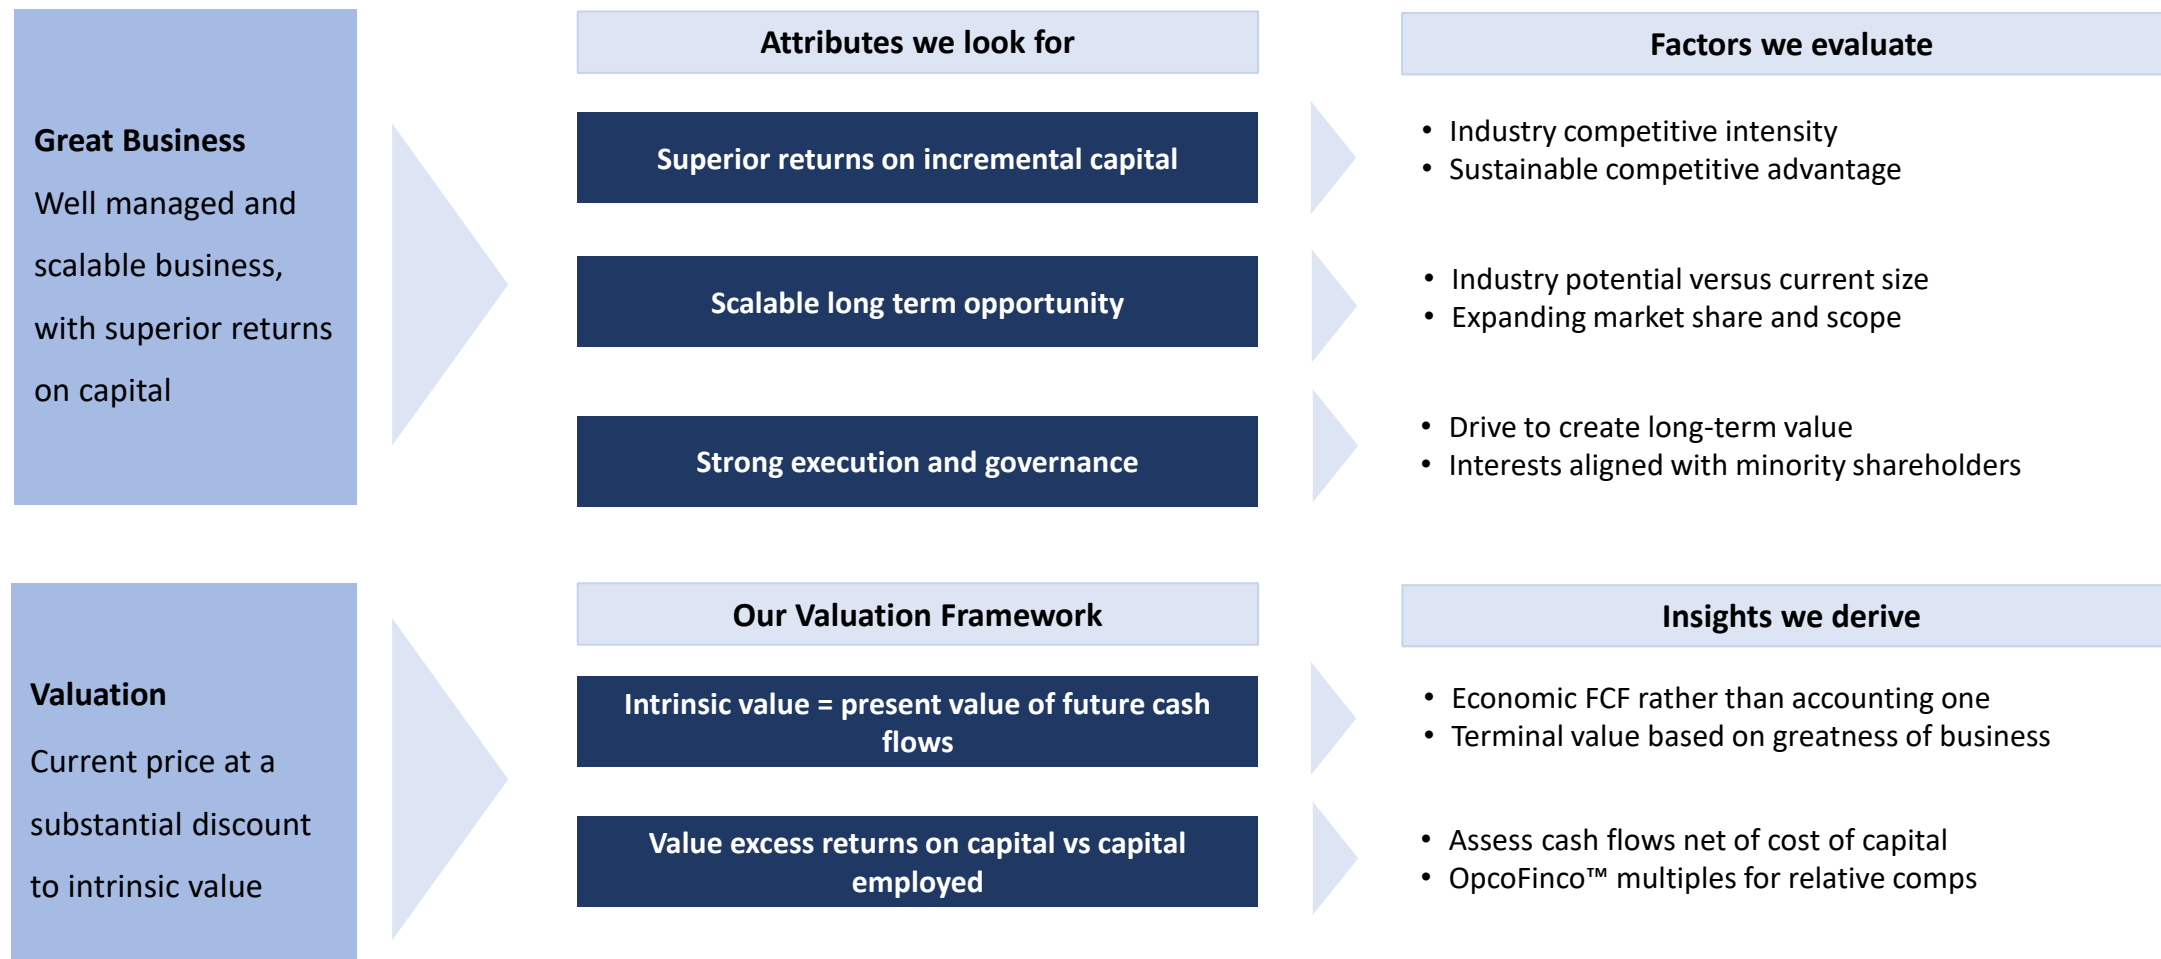 Great Business
Well managed and
scalable business,
with superior returns
on capital
Attributes we look for
Superior returns on incremental capital
Scalable long term opportunity
Strong execution and governance
Factors we evaluate
• Industry competitive intensity
• Sustainable competitive advantage
• Industry potential versus current size
• Expanding market share and scope
• Drive to create long-term value
• Interests aligned with minority shareholders
Valuation
Current price at a
substantial discount
to intrinsic value
Our Valuation Framework
Intrinsic value = present value of future cash
flows
Value excess returns on capital vs capital
employed
Insights we derive
• Economic FCF rather than accounting one
• Terminal value based on greatness of business
• Assess cash flows net of cost of capital
• OpcoFinco™ multiples for relative comps